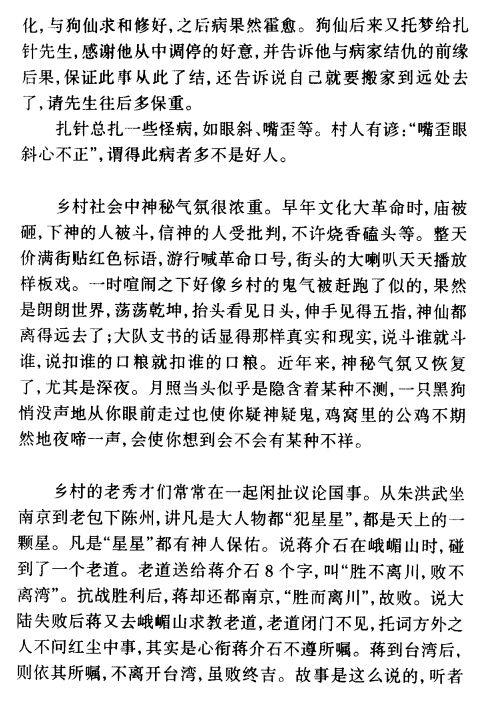 化,与狗仙求和修好,之后病果然霍愈。狗仙后来又托梦给扎
针先生,感谢他从中调停的好意,并告诉他与病家结仇的前缘
后果,保证此事从此了结,还告诉说自己就要搬家到远处去
了,请先生往后多保重。
扎针总扎一些怪病,如眼斜、嘴歪等。村人有谚:“嘴歪眼
斜心不正”,谓得此病者多不是好人。
乡村社会中神秘气氛很浓重。早年文化大革命时,庙被
砸,下神的人被斗,信神的人受批判,不许烧香磕头等。整天
价满街贴红色标语,游行喊革命口号,街头的大喇叭天天播放
样板戏。一时喧闹之下好像乡村的鬼气被赶跑了似的,果然
是朗朗世界,荡荡乾坤,抬头看见日头,伸手见得五指,神仙都
离得远去了;大队支书的话显得那样真实和现实,说斗谁就斗
谁,说扣谁的口粮就扣谁的口粮。近年来,神秘气氛又恢复
了,尤其是深夜。月照当头似乎是隐含着某种不测,一只黑狗
悄没声地从你眼前走过也使你疑神疑鬼,鸡窝里的公鸡不期
然地夜啼一声,会使你想到会不会有某种不祥。
乡村的老秀才们常常在一起闲扯议论国事。从朱洪武坐
南京到老包下陈州,讲凡是大人物都“犯星星”,都是天上的一
颗星。凡是“星星”都有神人保佑。说蒋介石在峨嵋山时,碰
到了一个老道。老道送给蒋介石 8 个字,叫“胜不离川,败不
离湾”。抗战胜利后,蒋却还都南京,“胜而离川”,故败。说大
陆失败后蒋又去峨嵋山求教老道,老道闭门不见,托词方外之
人不问红尘中事,其实是心衔蒋介石不遵所嘱。蒋到台湾后,
则依其所嘱,不离开台湾,虽败终吉。故事是这么说的,听者